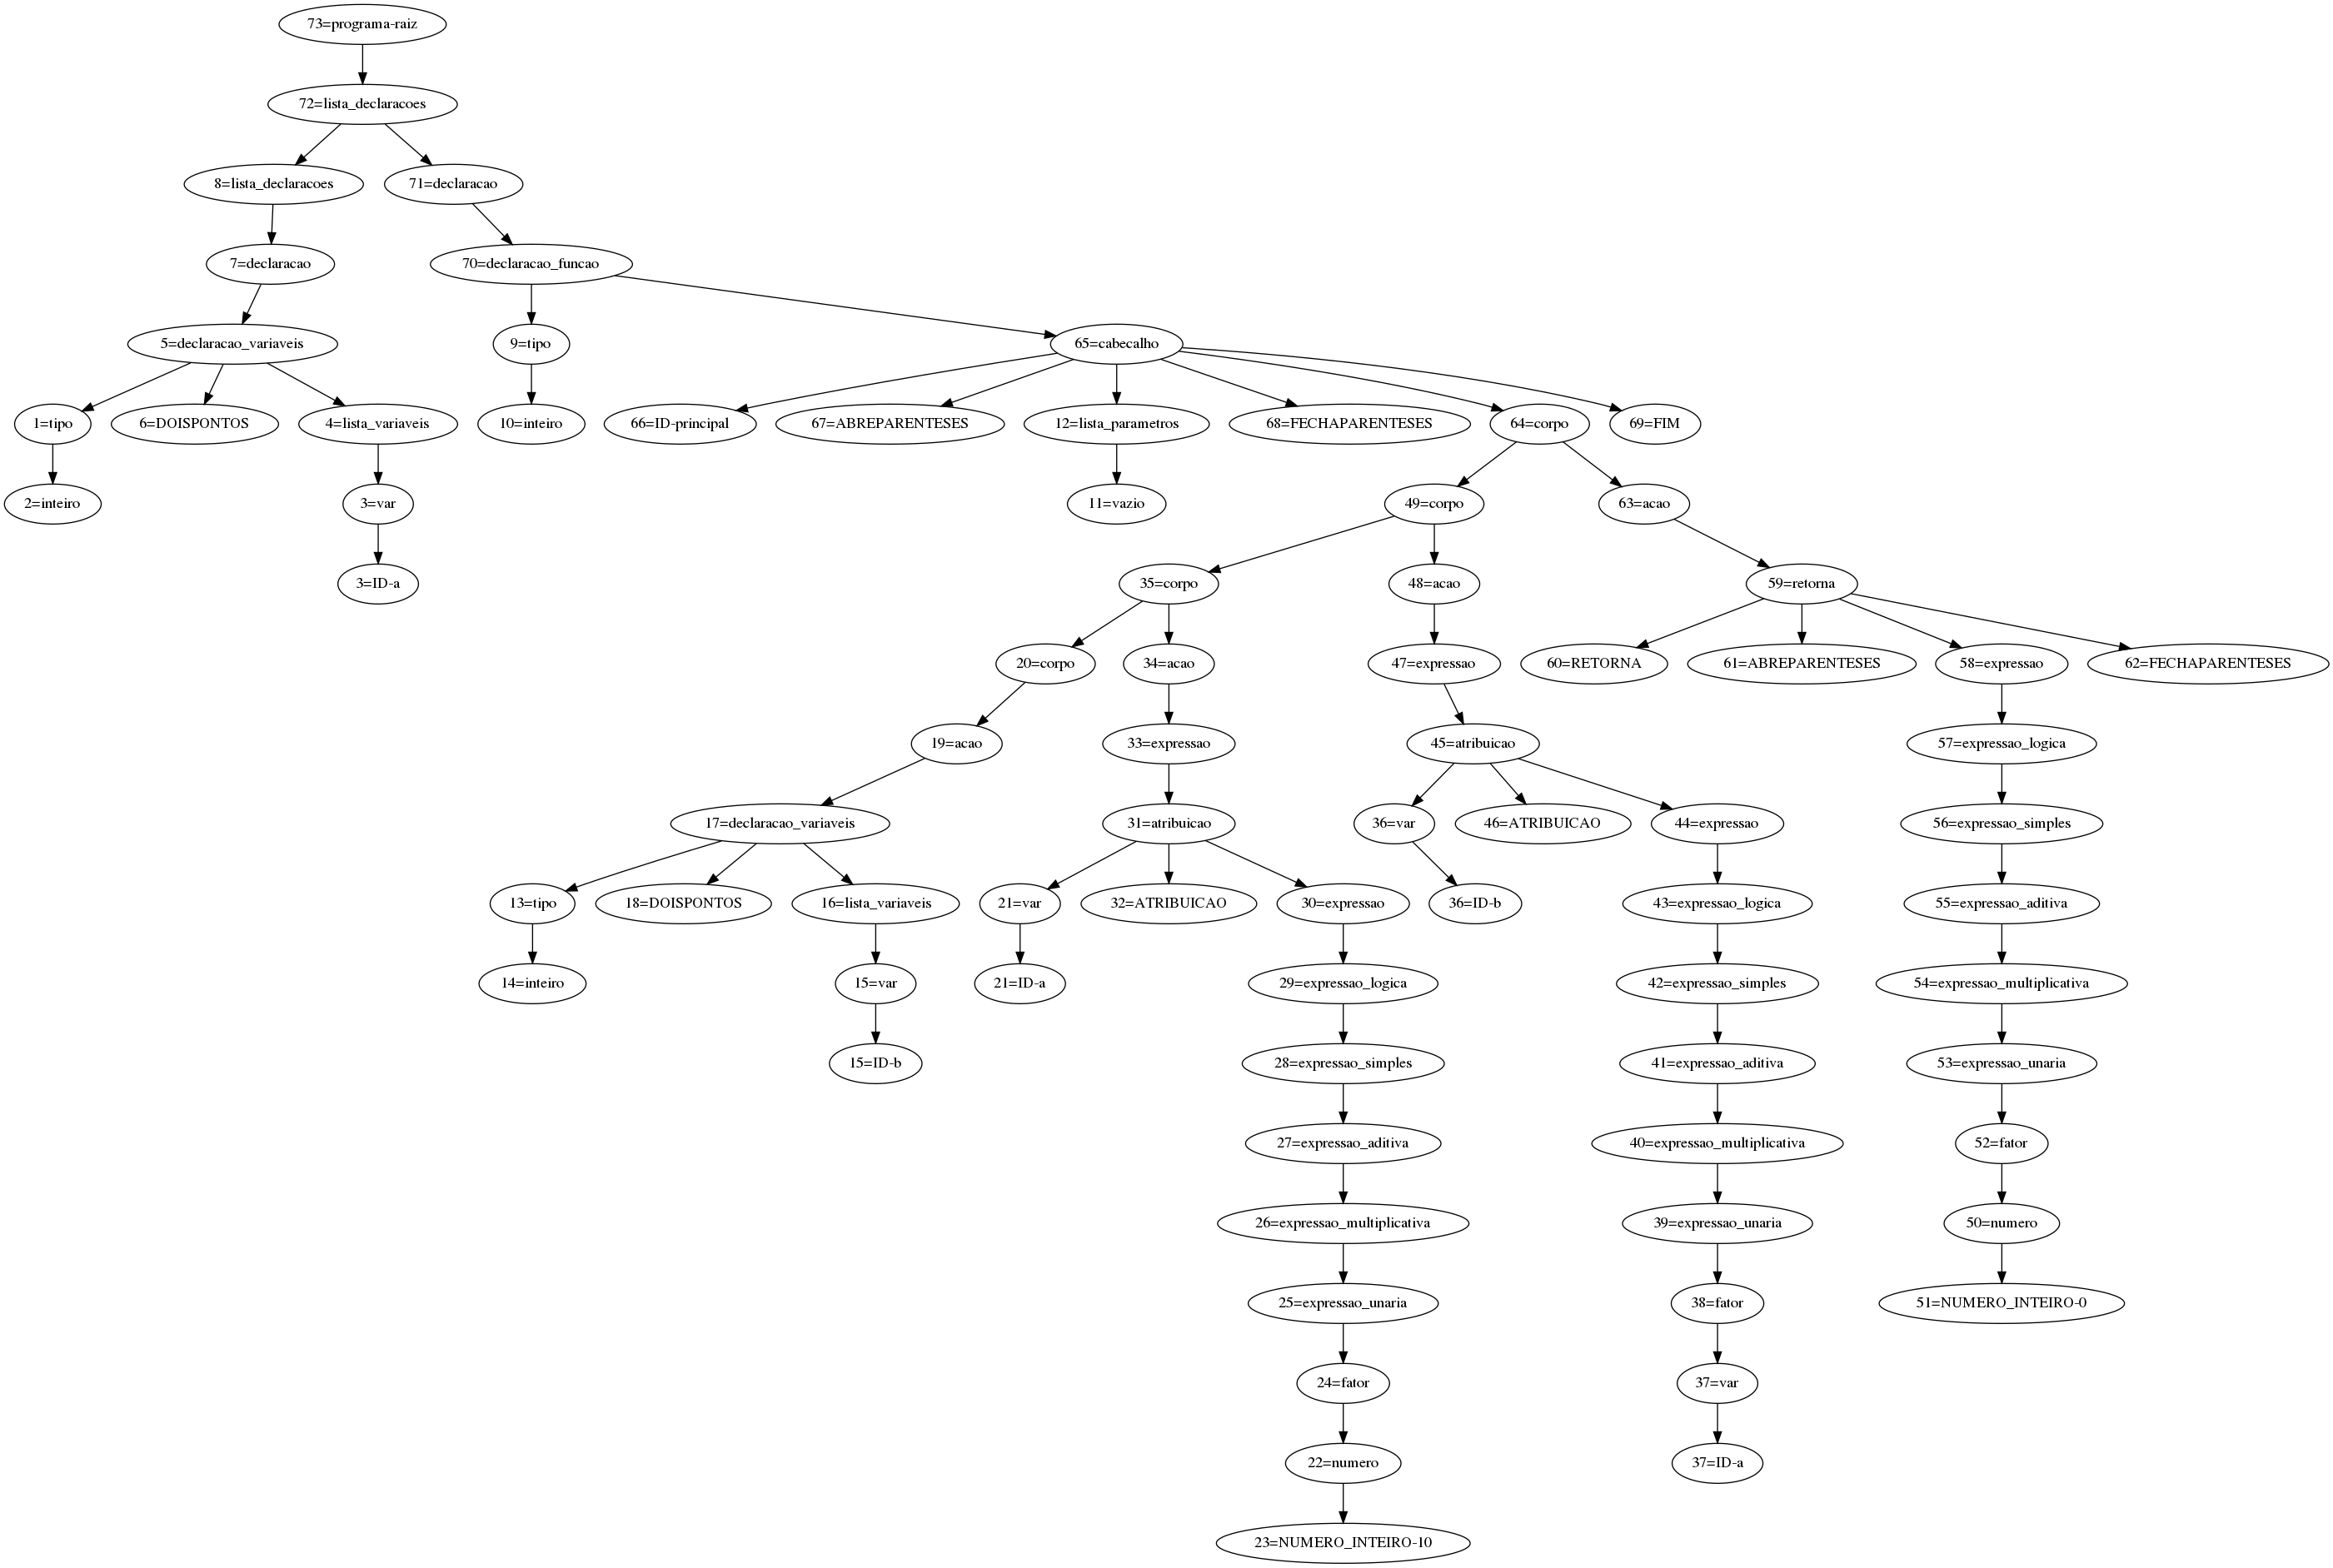 73=programa-raiz
72=lista_declaracoes
8=lista_declaracoes
71=declaracao
7=declaracao
70=declaracao_funcao
5=declaracao_variaveis
9=tipo
65=cabecalho
1=tipo
6=DOISPONTOS
4=lista_variaveis
10=inteiro
66=ID-principal
67=ABREPARENTESES
12=lista_parametros
68=FECHAPARENTESES
64=corpo
69=FIM
2=inteiro
3=var
11=vazio
49=corpo
63=acao
3=ID-a
35=corpo
48=acao
59=retorna
20=corpo
34=acao
47=expressao
60=RETORNA
61=ABREPARENTESES
58=expressao
62=FECHAPARENTESES
19=acao
33=expressao
45=atribuicao
57=expressao_logica
17=declaracao_variaveis
31=atribuicao
36=var
46=ATRIBUICAO
44=expressao
56=expressao_simples
13=tipo
18=DOISPONTOS
16=lista_variaveis
21=var
32=ATRIBUICAO
30=expressao
36=ID-b
43=expressao_logica
55=expressao_aditiva
14=inteiro
15=var
21=ID-a
29=expressao_logica
42=expressao_simples
54=expressao_multiplicativa
15=ID-b
28=expressao_simples
41=expressao_aditiva
53=expressao_unaria
27=expressao_aditiva
40=expressao_multiplicativa
52=fator
26=expressao_multiplicativa
39=expressao_unaria
50=numero
25=expressao_unaria
38=fator
51=NUMERO_INTEIRO-0
24=fator
37=var
22=numero
37=ID-a
23=NUMERO_INTEIRO-10